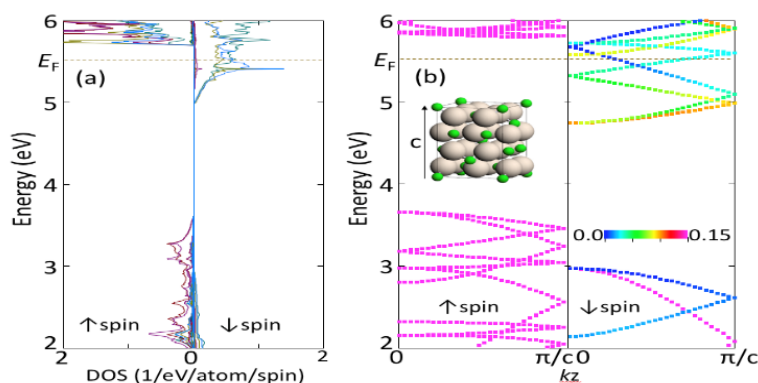 6
E_F
(a)
5
4
3
2
Energy (eV)
↑ spin
↓ spin
2
0
2
DOS (1/eV/atom/spin)
6
E_F
(b)
5
4
3
2
Energy (eV)
c
0.0
0.15
↑ spin
↓ spin
0
π/c0
π/c
kz